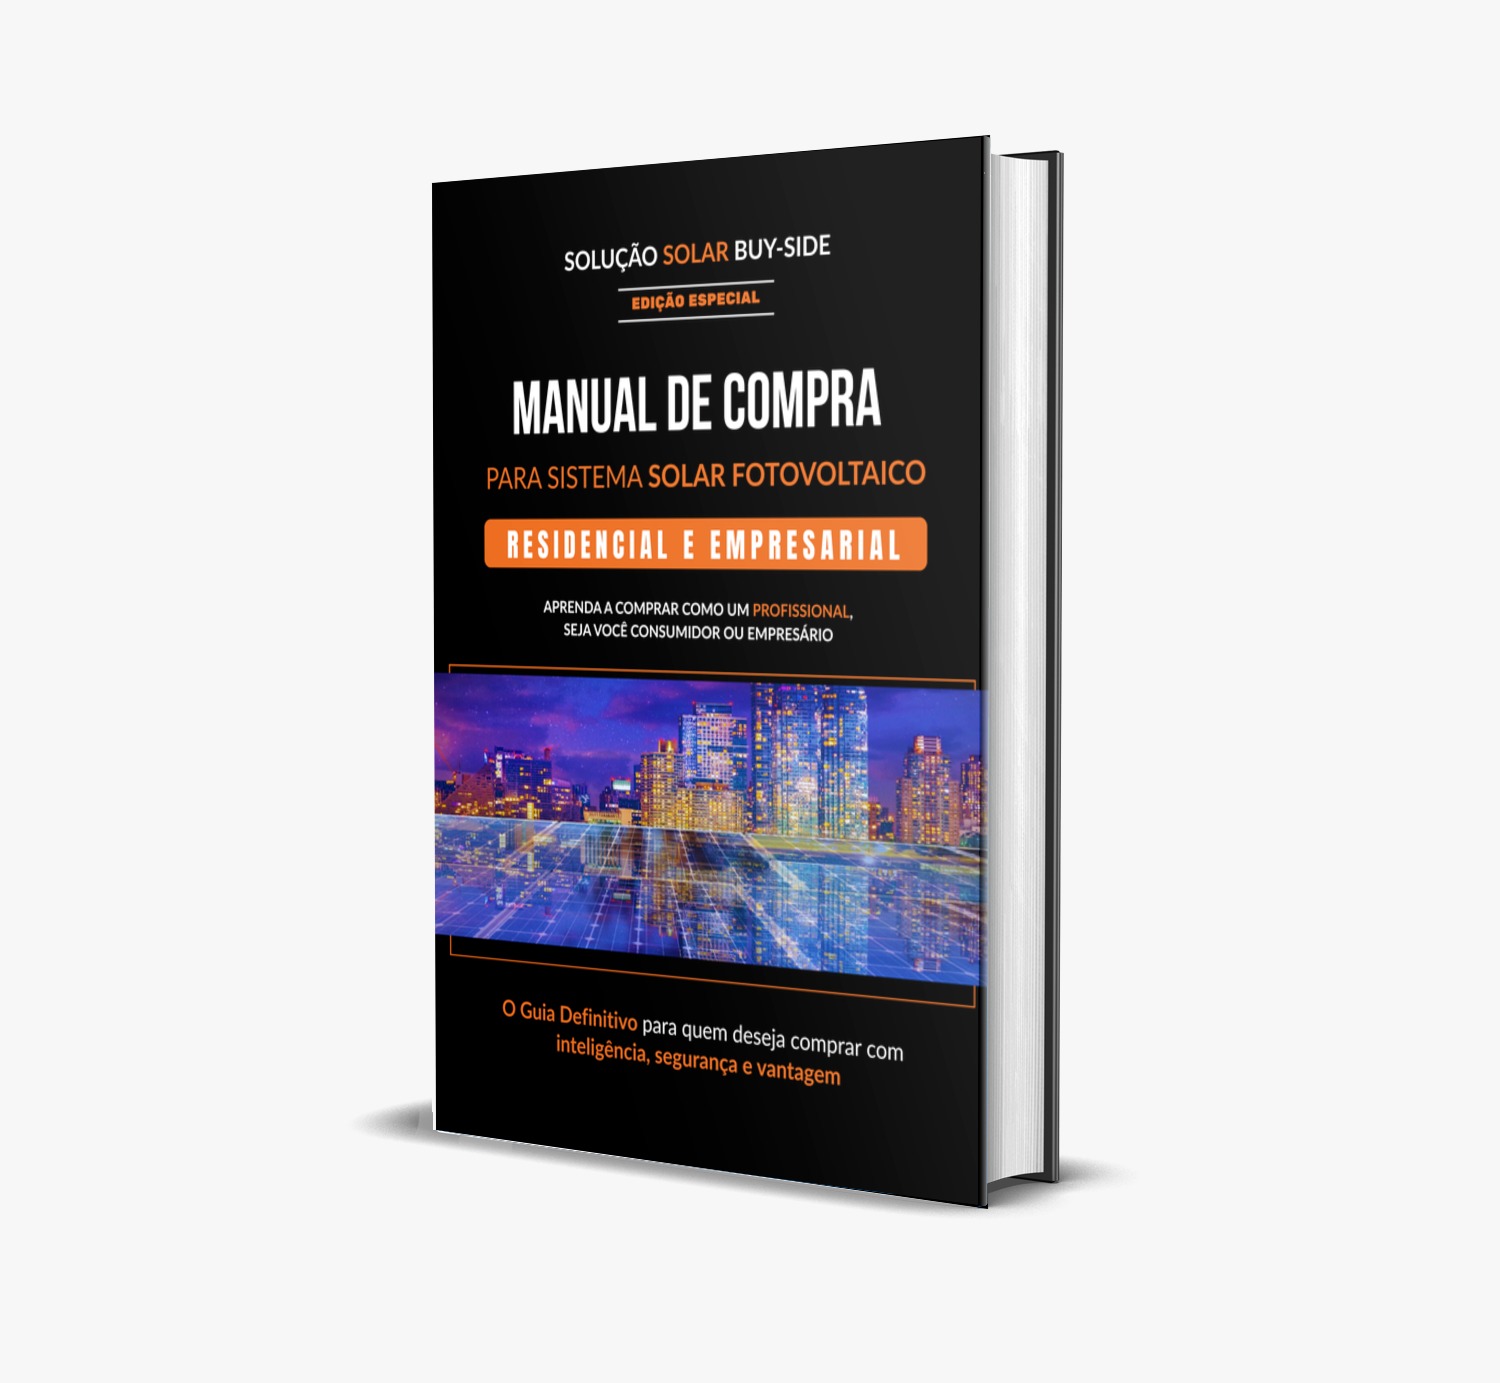 SOLUÇÃO SOLAR BUY-SIDE
EDIÇÃO ESPECIAL
MANUAL DE COMPRA
PARA SISTEMA SOLAR FOTOVOLTAICO
RESIDENCIAL E EMPRESARIAL
APRENDA A COMPRAR COMO UM PROFISSIONAL,
SEJA VOCÊ CONSUMIDOR OU EMPRESÁRIO
O Guia Definitivo para quem deseja comprar com
inteligência, segurança e vantagem